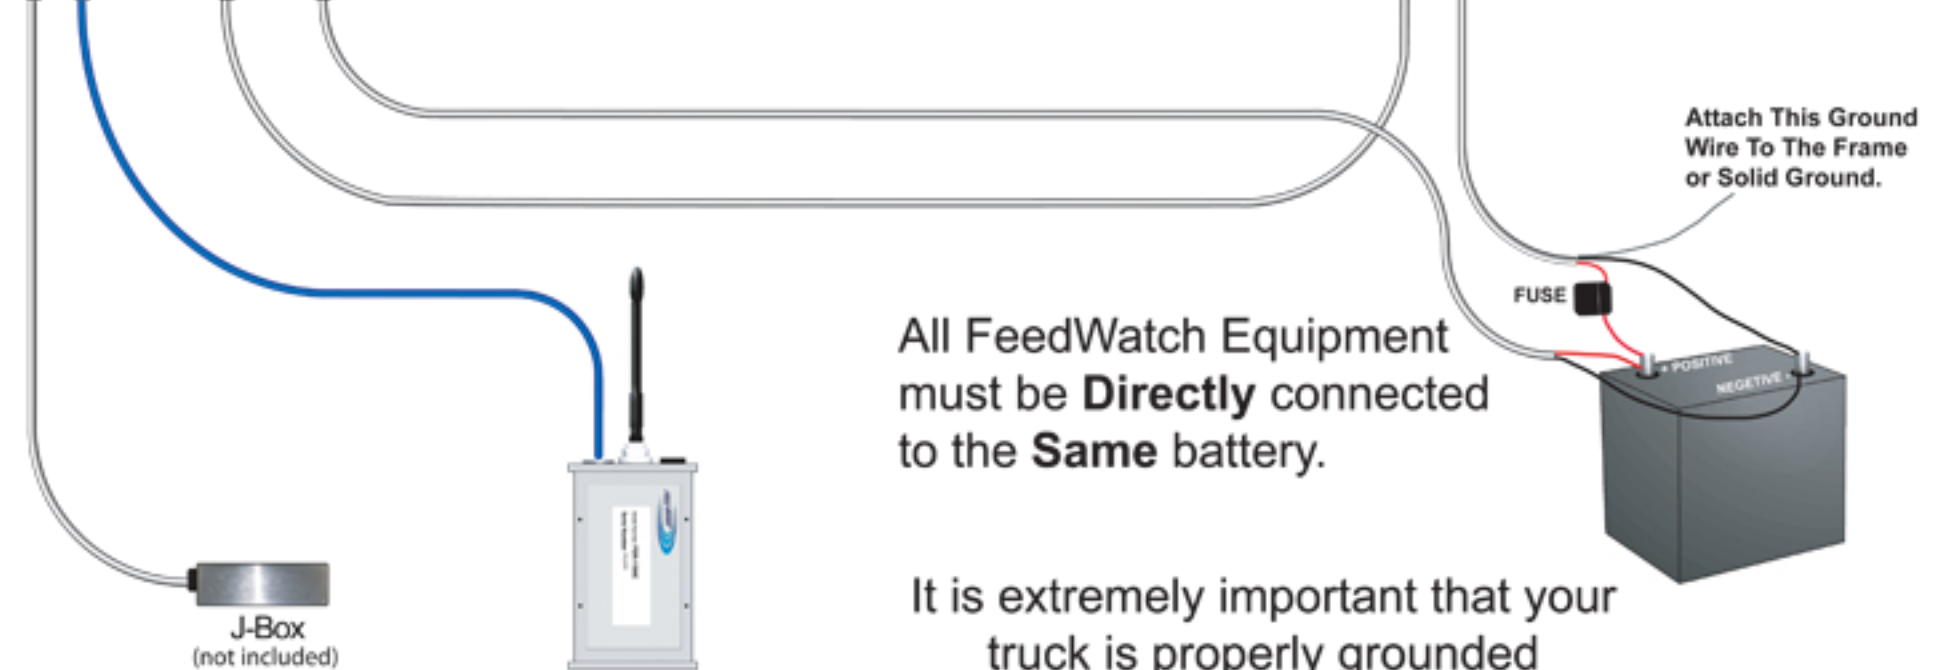 Attach This Ground
Wire To The Frame
or Solid Ground.
FUSE
All FeedWatch Equipment
must be Directly connected
to the Same battery.
+ POSITIVE
NEGETIVE -
It is extremely important that your
truck is properly grounded
J-Box
(not included)